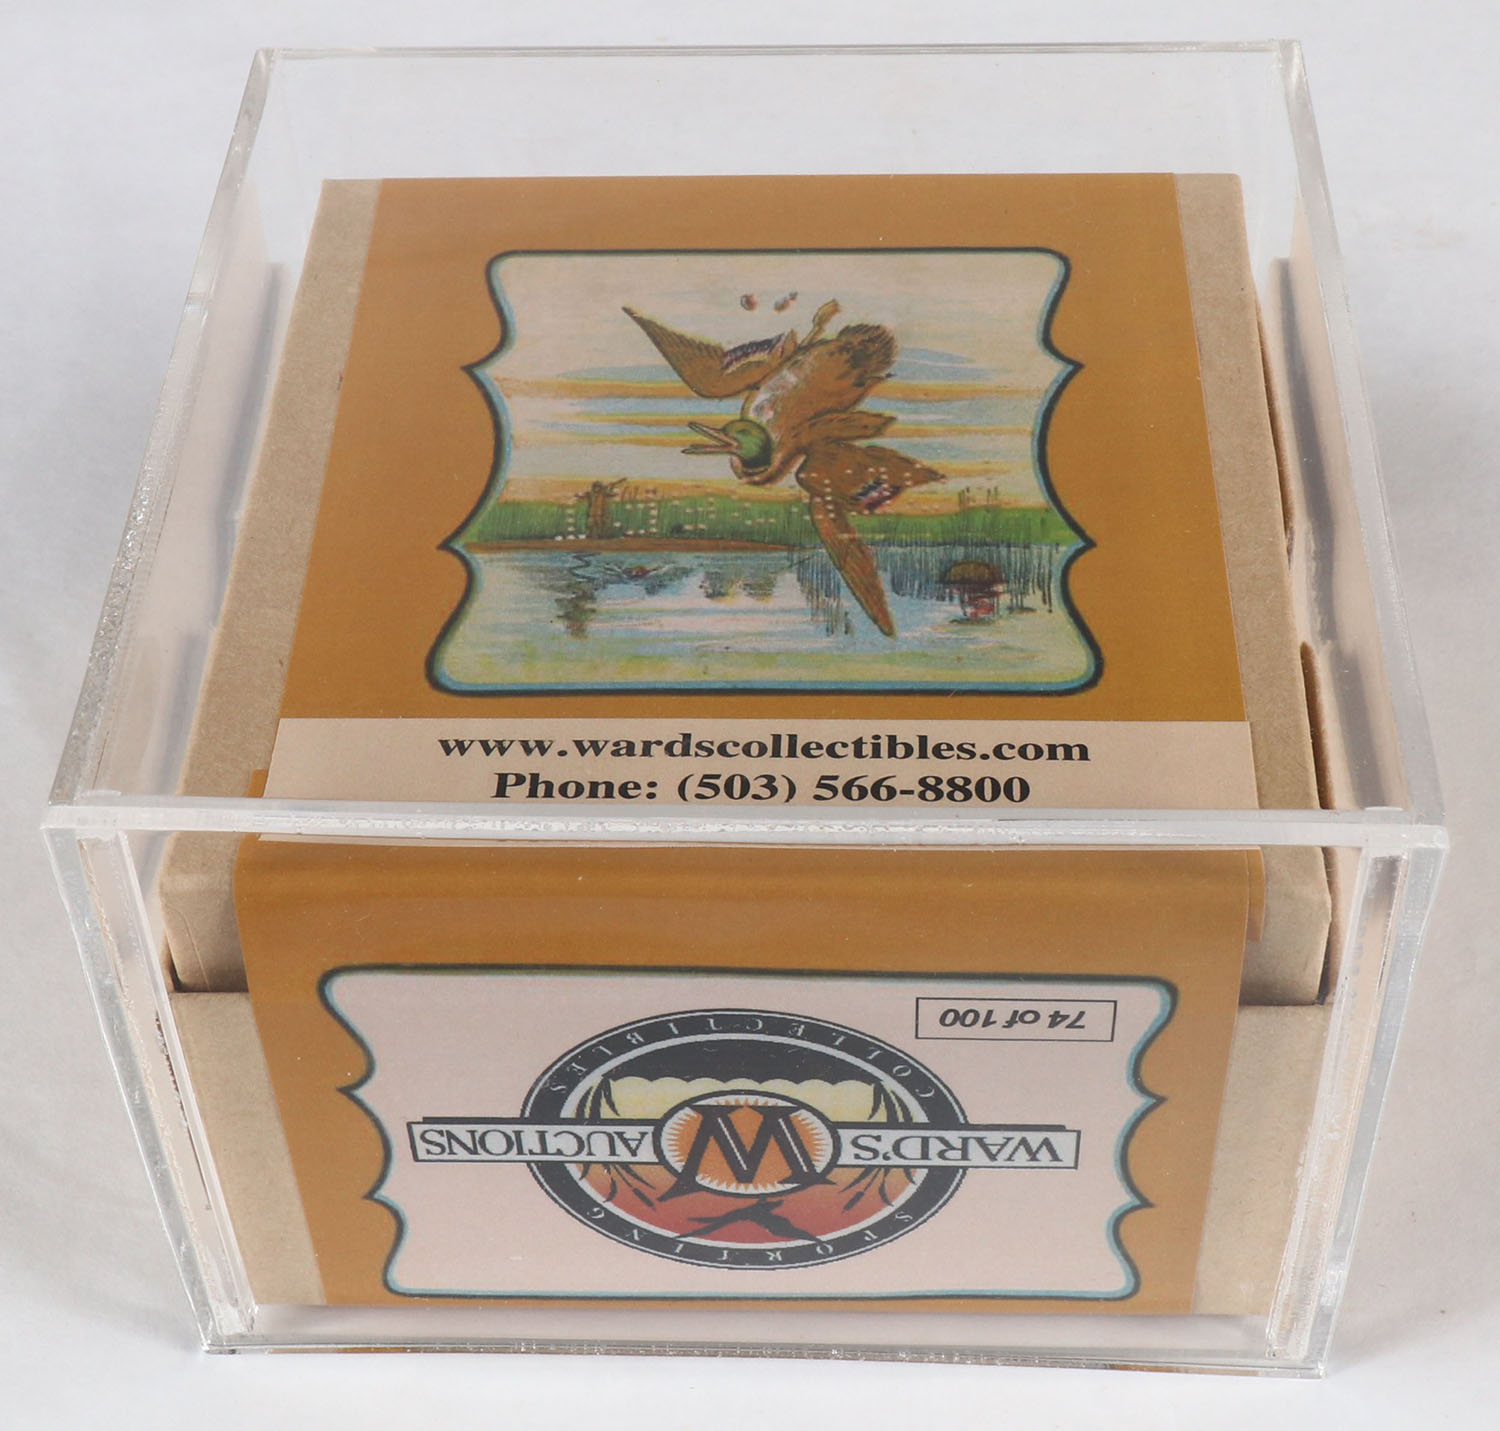 www.wardscollectibles.com
Phone: (503) 566-8800
74 of 100
WARD'S AUCTIONS
W
SPORTING COLLECTIBLES